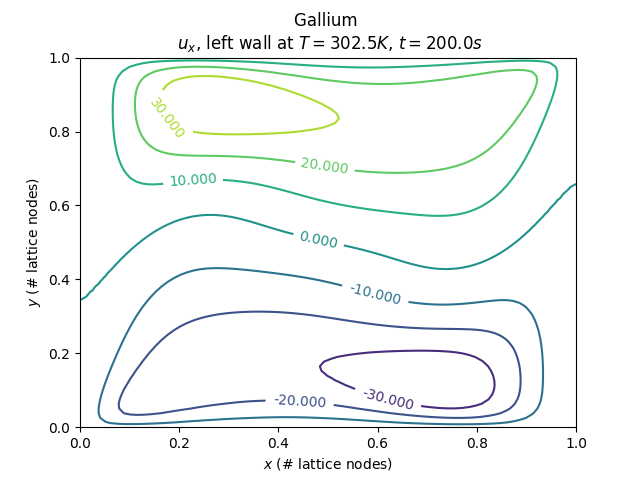 Gallium
u_x, left wall at T = 302.5K, t = 200.0s
1.0
0.8
0.6
0.4
0.2
0.0
y (# lattice nodes)
30.000
20.000
10.000
0.000
-10.000
-20.000
-30.000
0.0 0.2 0.4 0.6 0.8 1.0
x (# lattice nodes)